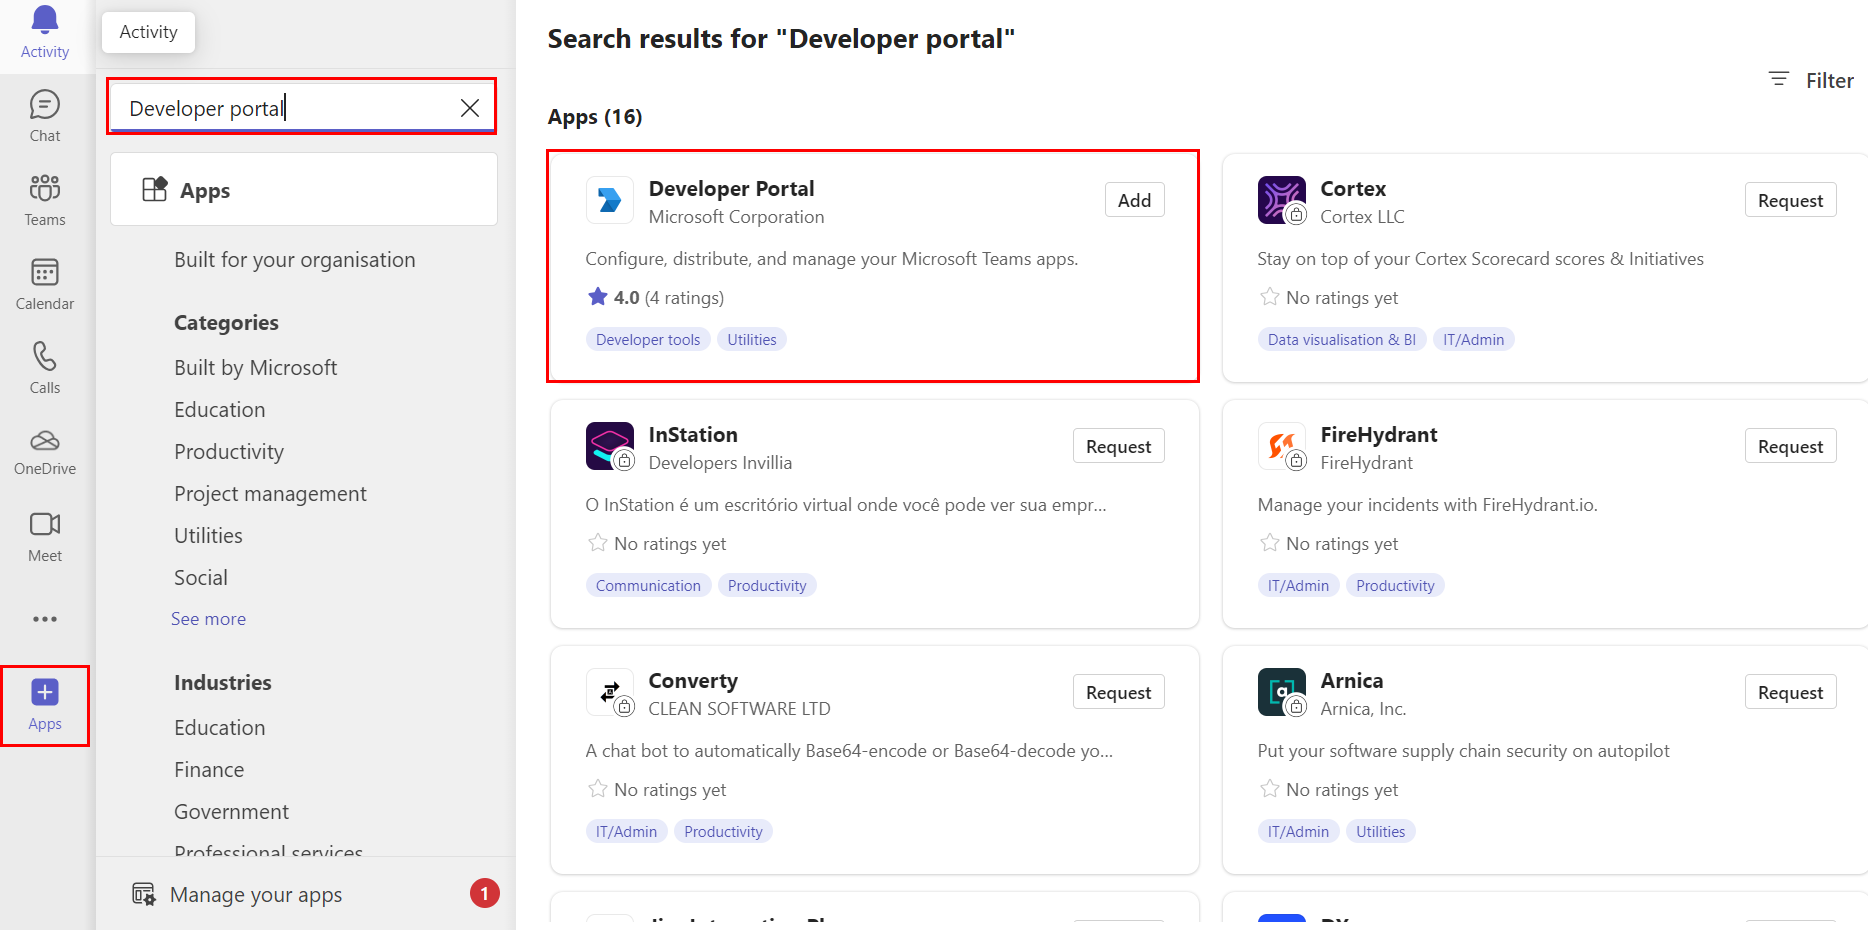 Activity
Chat
Teams
Calendar
Calls
OneDrive
Meet
Apps
Activity
Developer portal
Apps
Built for your organisation
Categories
Built by Microsoft
Education
Productivity
Project management
Utilities
Social
See more
Industries
Education
Finance
Government
Professional services
Manage your apps 1
Search results for "Developer portal"
Filter
Apps (16)
Developer Portal
Microsoft Corporation
Add
Configure, distribute, and manage your Microsoft Teams apps.
4.0 (4 ratings)
Developer tools Utilities
Cortex
Cortex LLC
Request
Stay on top of your Cortex Scorecard scores & Initiatives
No ratings yet
Data visualisation & BI IT/Admin
InStation
Developers Invillia
Request
O InStation é um escritório virtual onde você pode ver sua empr...
No ratings yet
Communication Productivity
FireHydrant
FireHydrant
Request
Manage your incidents with FireHydrant.io.
No ratings yet
IT/Admin Productivity
Converty
CLEAN SOFTWARE LTD
Request
A chat bot to automatically Base64-encode or Base64-decode yo...
No ratings yet
IT/Admin Productivity
Arnica
Arnica, Inc.
Request
Put your software supply chain security on autopilot
No ratings yet
IT/Admin Utilities